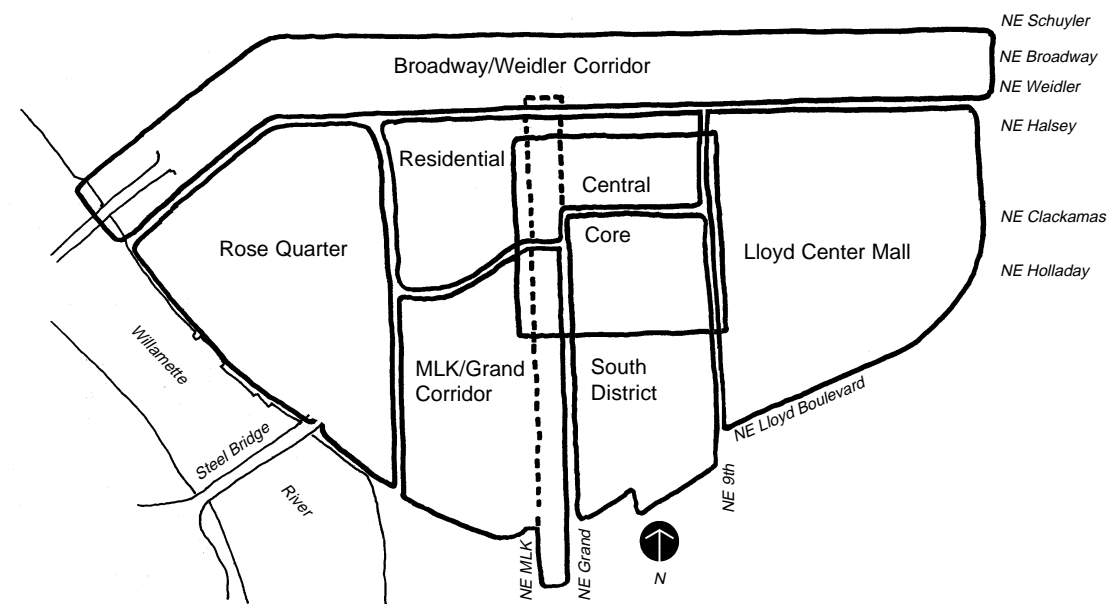 NE Schuyler
NE Broadway
Broadway/Weidler Corridor
NE Weidler
NE Halsey
Residential
Central
NE Clackamas
Core
Rose Quarter
Lloyd Center Mall
NE Holladay
Willamette
MLK/Grand
Corridor
South
District
NE Lloyd Boulevard
Steel Bridge
River
NE 9th
NE MLK
NE Grand
N